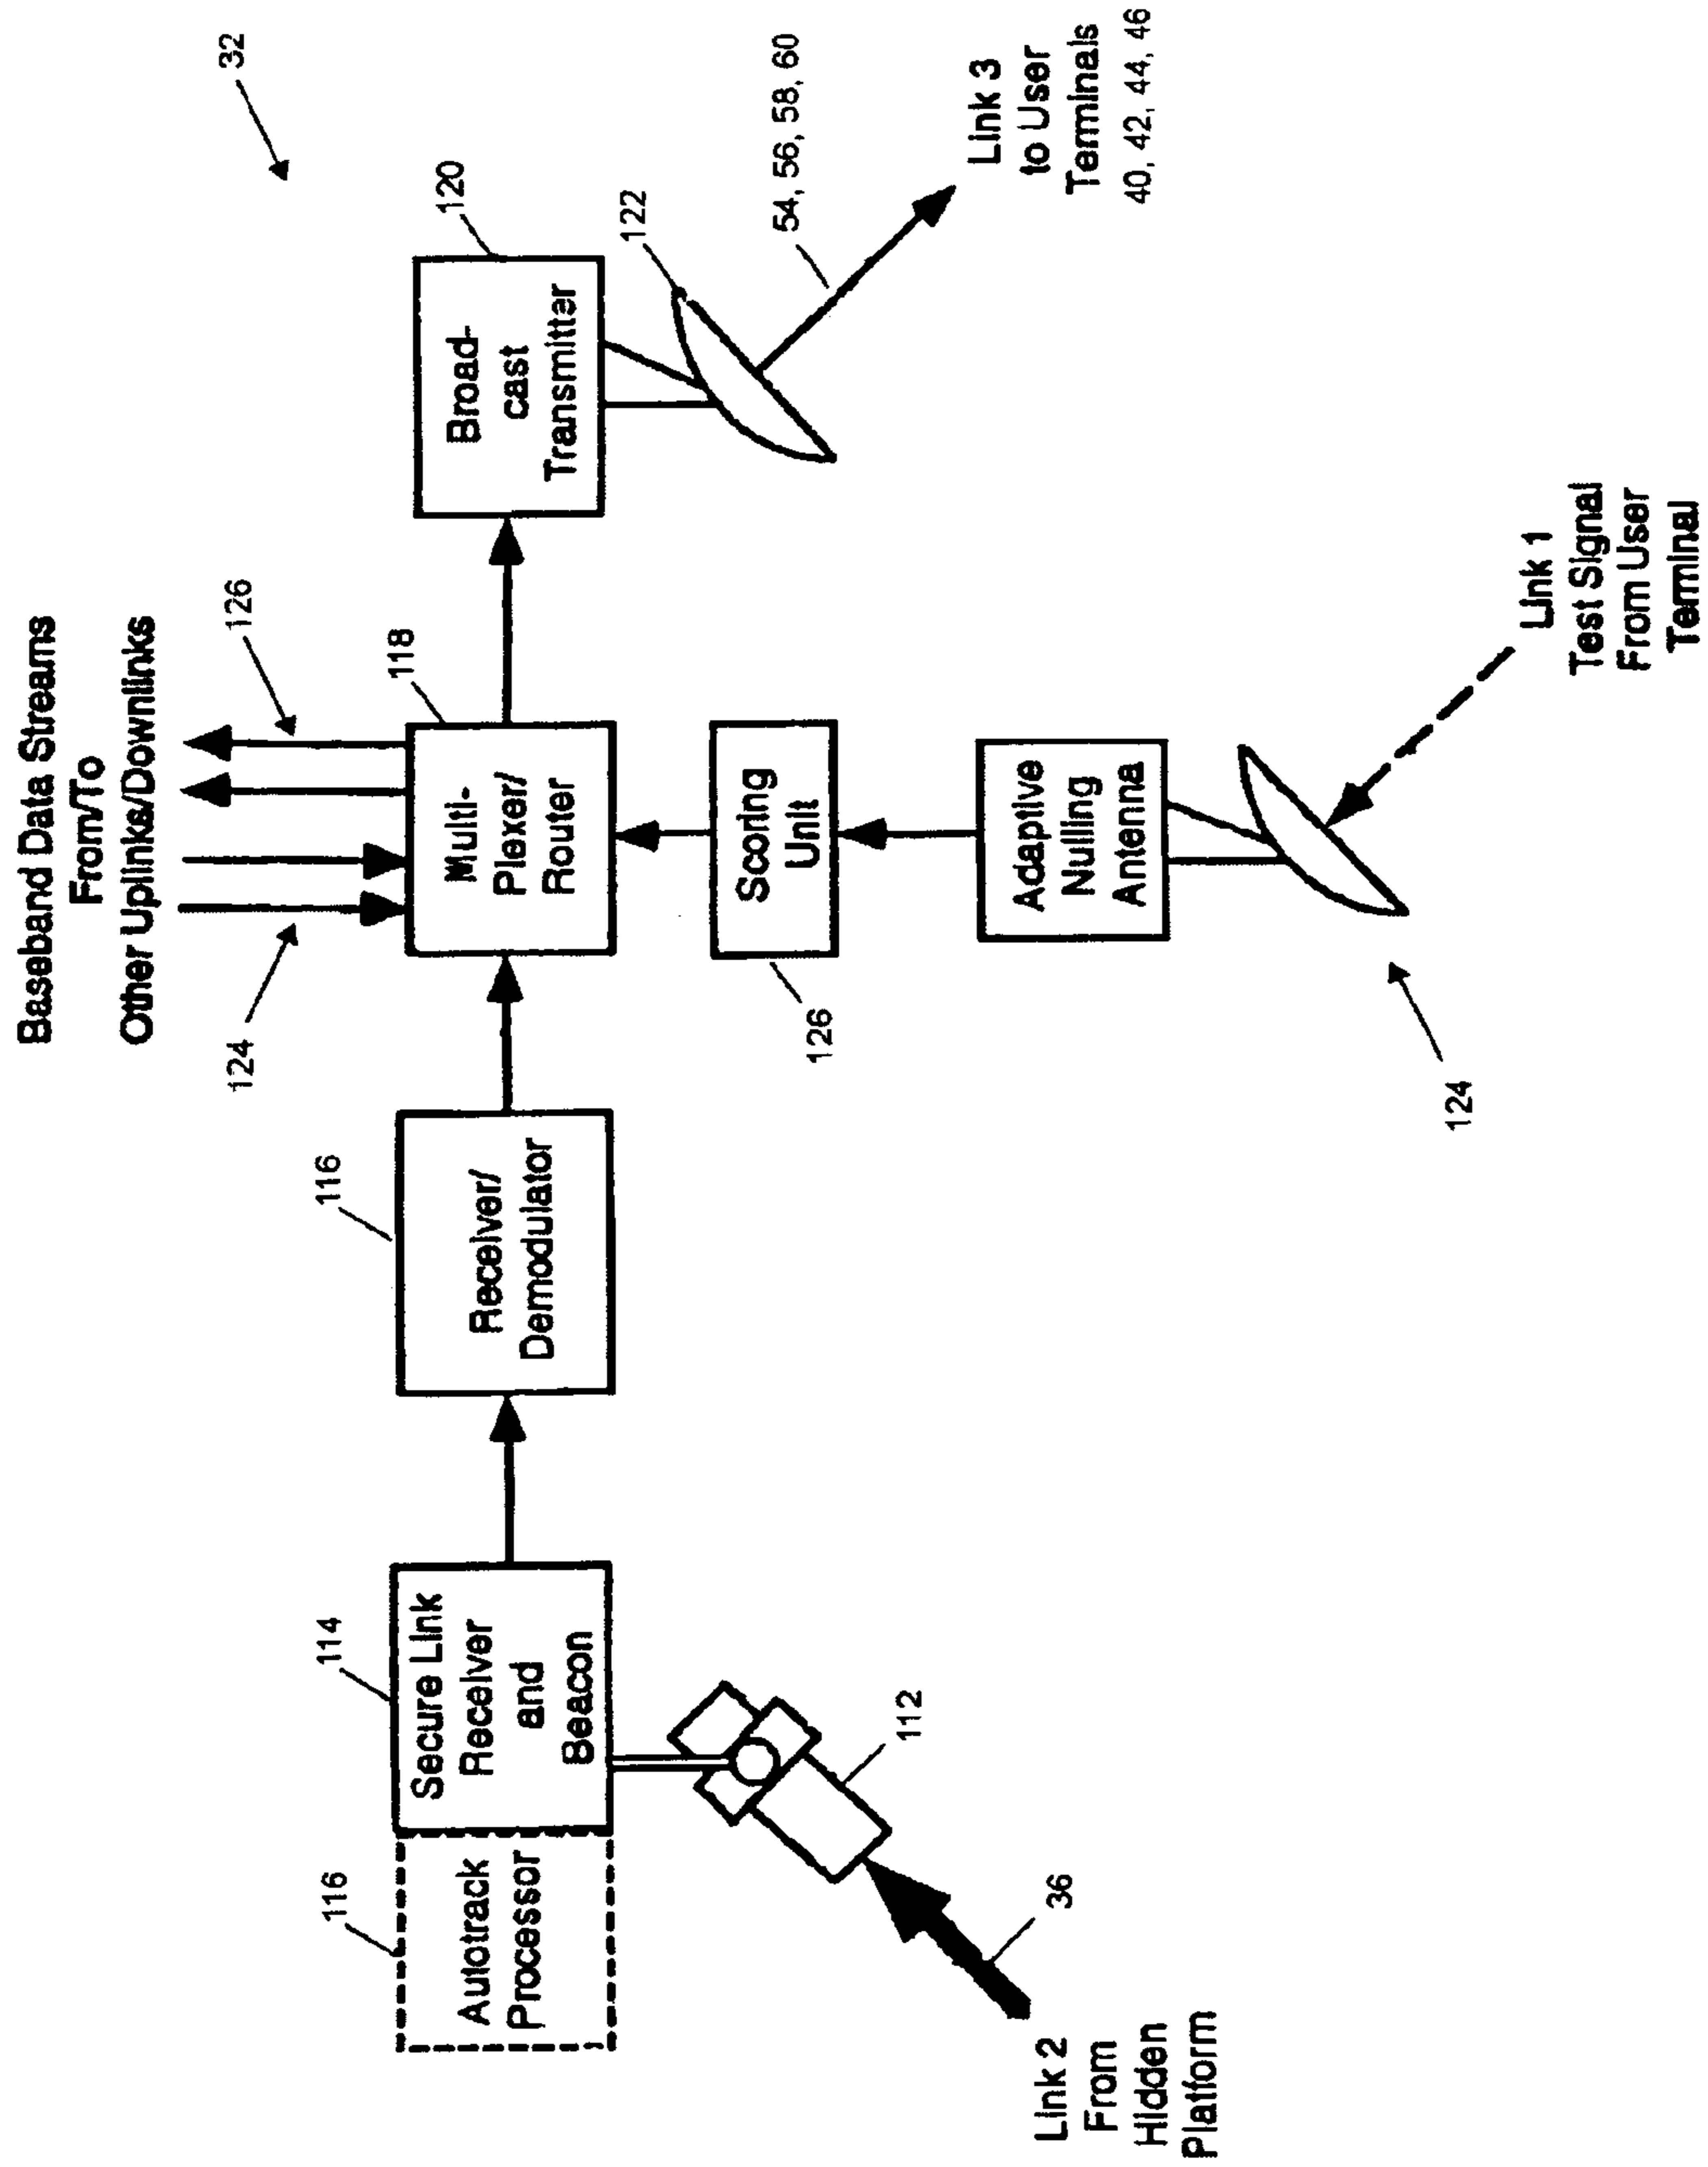 Baseband Data Streams
From/To
Other Uplinks/Downlinks
32
124
126
116
114
116
118
120
Autotrack
Processor
Secure Link
Receiver
and
Beacon
Receiver/
Demodulator
Multi-
Plexer/
Router
Broad-
cast
Transmitter
122
54, 56, 58, 60
Link 3
to User
Terminals
40, 42, 44, 46
Scoring
Unit
126
112
36
Link 2
From
Hidden
Platform
Adaptive
Nulling
Antenna
124
Link 1
Test Signal
From User
Terminal